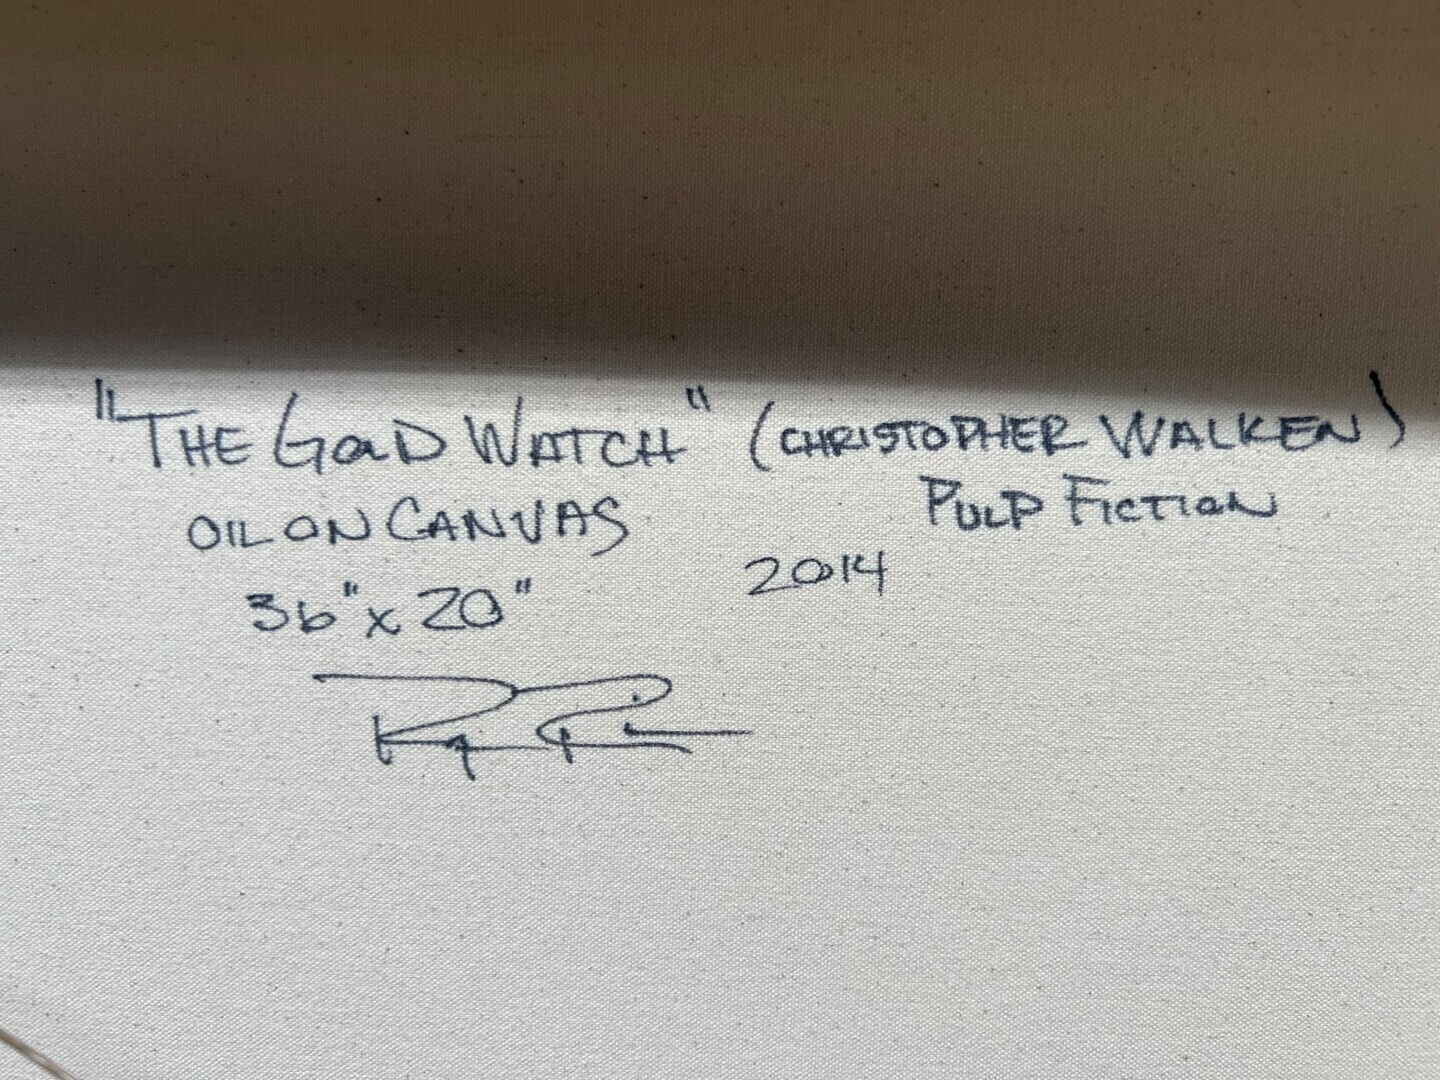 "THE GOLD WATCH" (CHRISTOPHER WALKEN)
PULP FICTION
OIL ON CANVAS
2014
36" x 20"